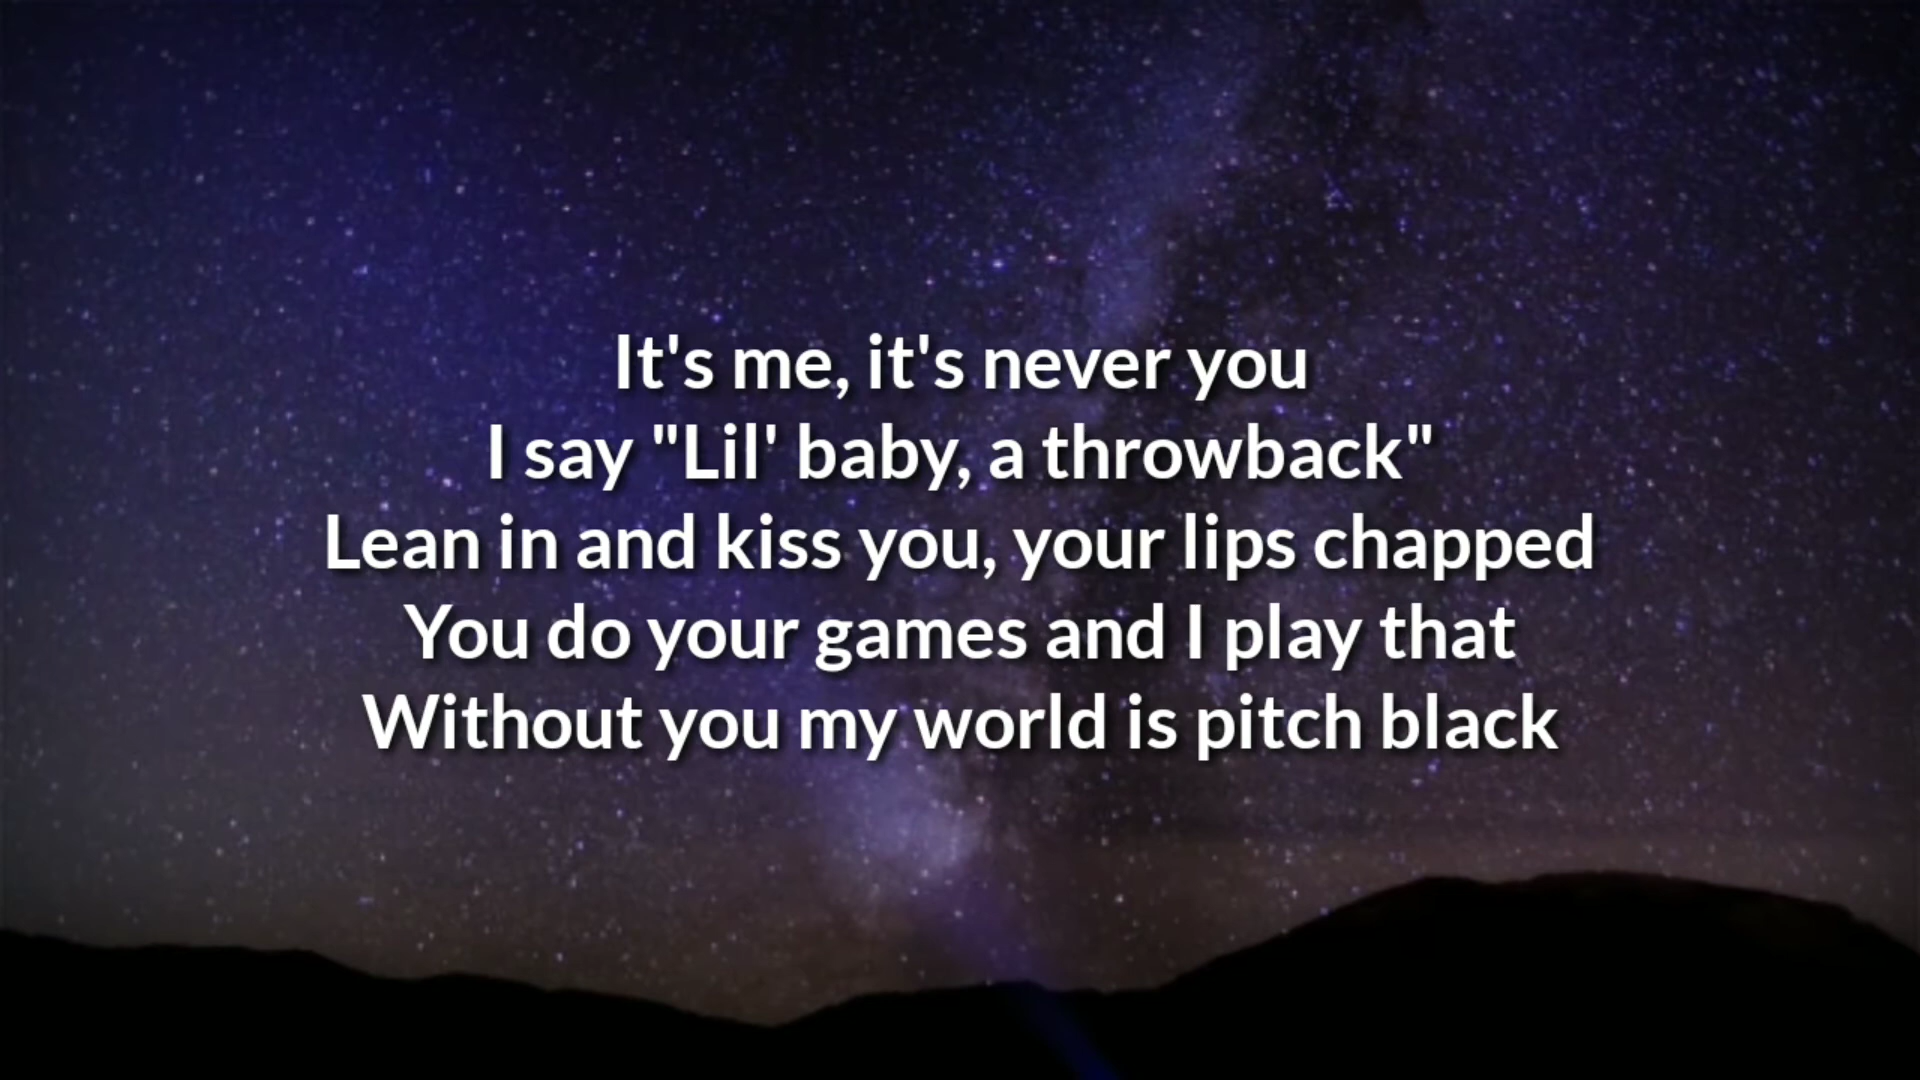 It's me, it's never you
I say "Lil' baby, a throwback"
Lean in and kiss you, your lips chapped
You do your games and I play that
Without you my world is pitch black